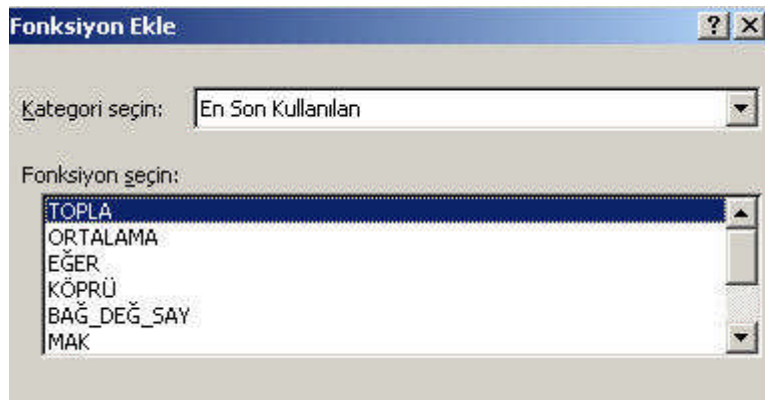 Fonksiyon Ekle
Kategori seçin: En Son Kullanılan
Fonksiyon seçin:
TOPLA
ORTALAMA
EĞER
KÖPRÜ
BAĞ_DEĞ_SAY
MAK